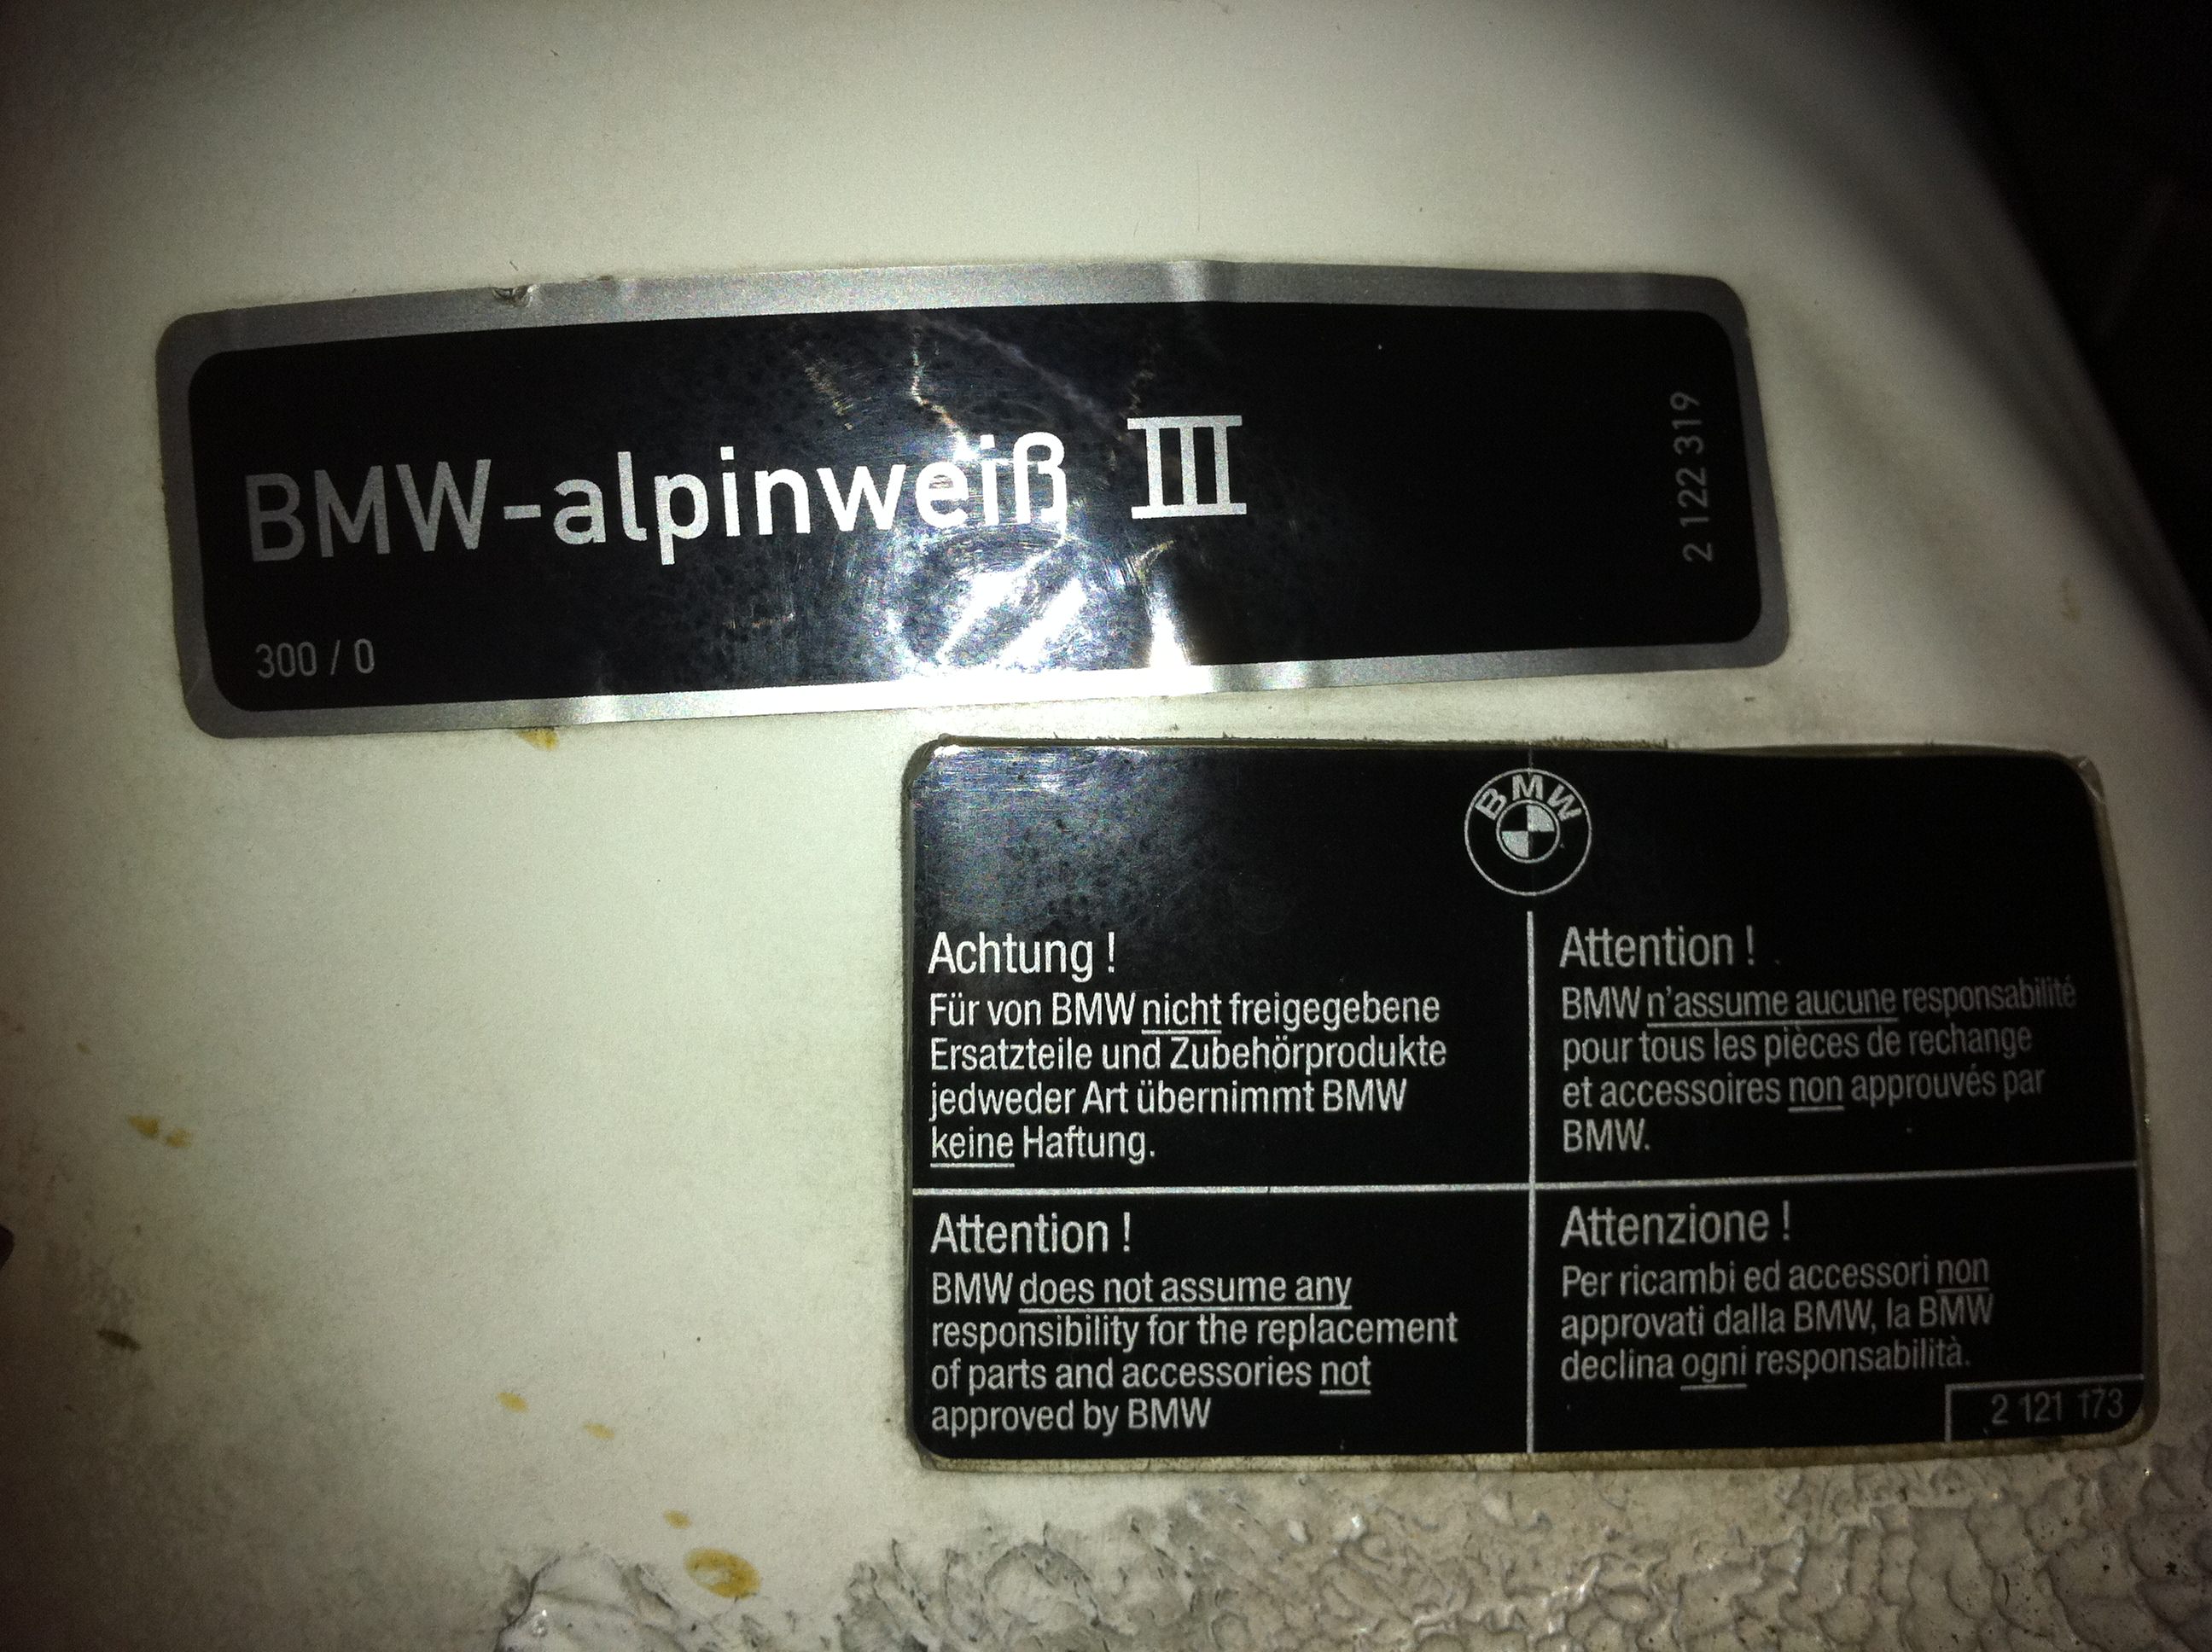 BMW-alpinweiß III
2 122 319
300 / 0
BMW
Achtung !
Für von BMW nicht freigegebene
Ersatzteile und Zubehörprodukte
jedweder Art übernimmt BMW
keine Haftung.
Attention !
BMW n'assume aucune responsabilité
pour tous les pièces de rechange
et accessoires non approuvés par
BMW.
Attention !
BMW does not assume any
responsibility for the replacement
of parts and accessories not
approved by BMW
Attenzione !
Per ricambi ed accessori non
approvati dalla BMW, la BMW
declina ogni responsabilità.
2 121 173